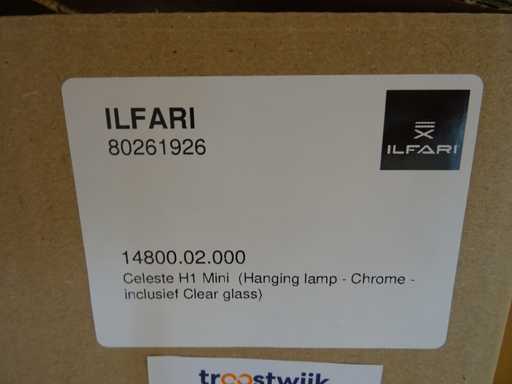 ILFARI
80261926
ILFARI
14800.02.000
Celeste H1 Mini (Hanging lamp - Chrome -
inclusief Clear glass)
troostwijk